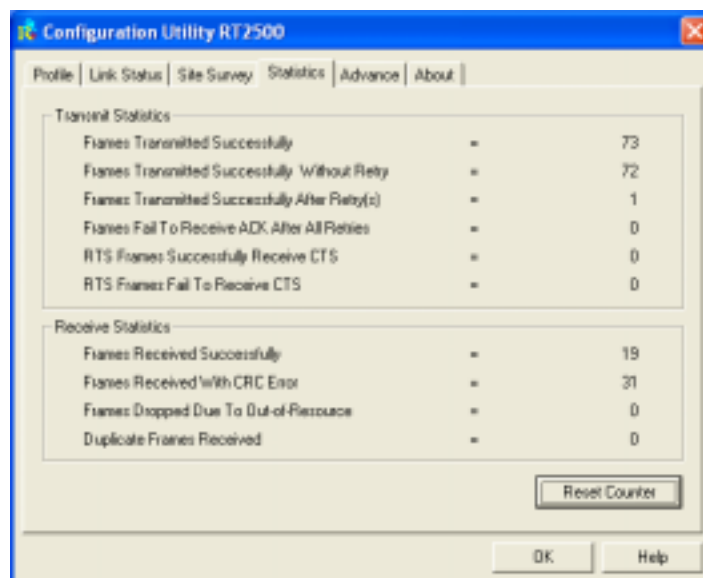 Configuration Utility RT2500
Profile Link Status Site Survey Statistics Advance About
Transmit Statistics
Frames Transmitted Successfully = 73
Frames Transmitted Successfully Without Retry = 72
Frames Transmitted Successfully After Retry(s) = 1
Frames Fail To Receive ACK After All Retries = 0
RTS Frames Successfully Receive CTS = 0
RTS Frames Fail To Receive CTS = 0
Receive Statistics
Frames Received Successfully = 19
Frames Received With CRC Error = 31
Frames Dropped Due To Out-of-Resource = 0
Duplicate Frames Received = 0
Reset Counter
OK Help